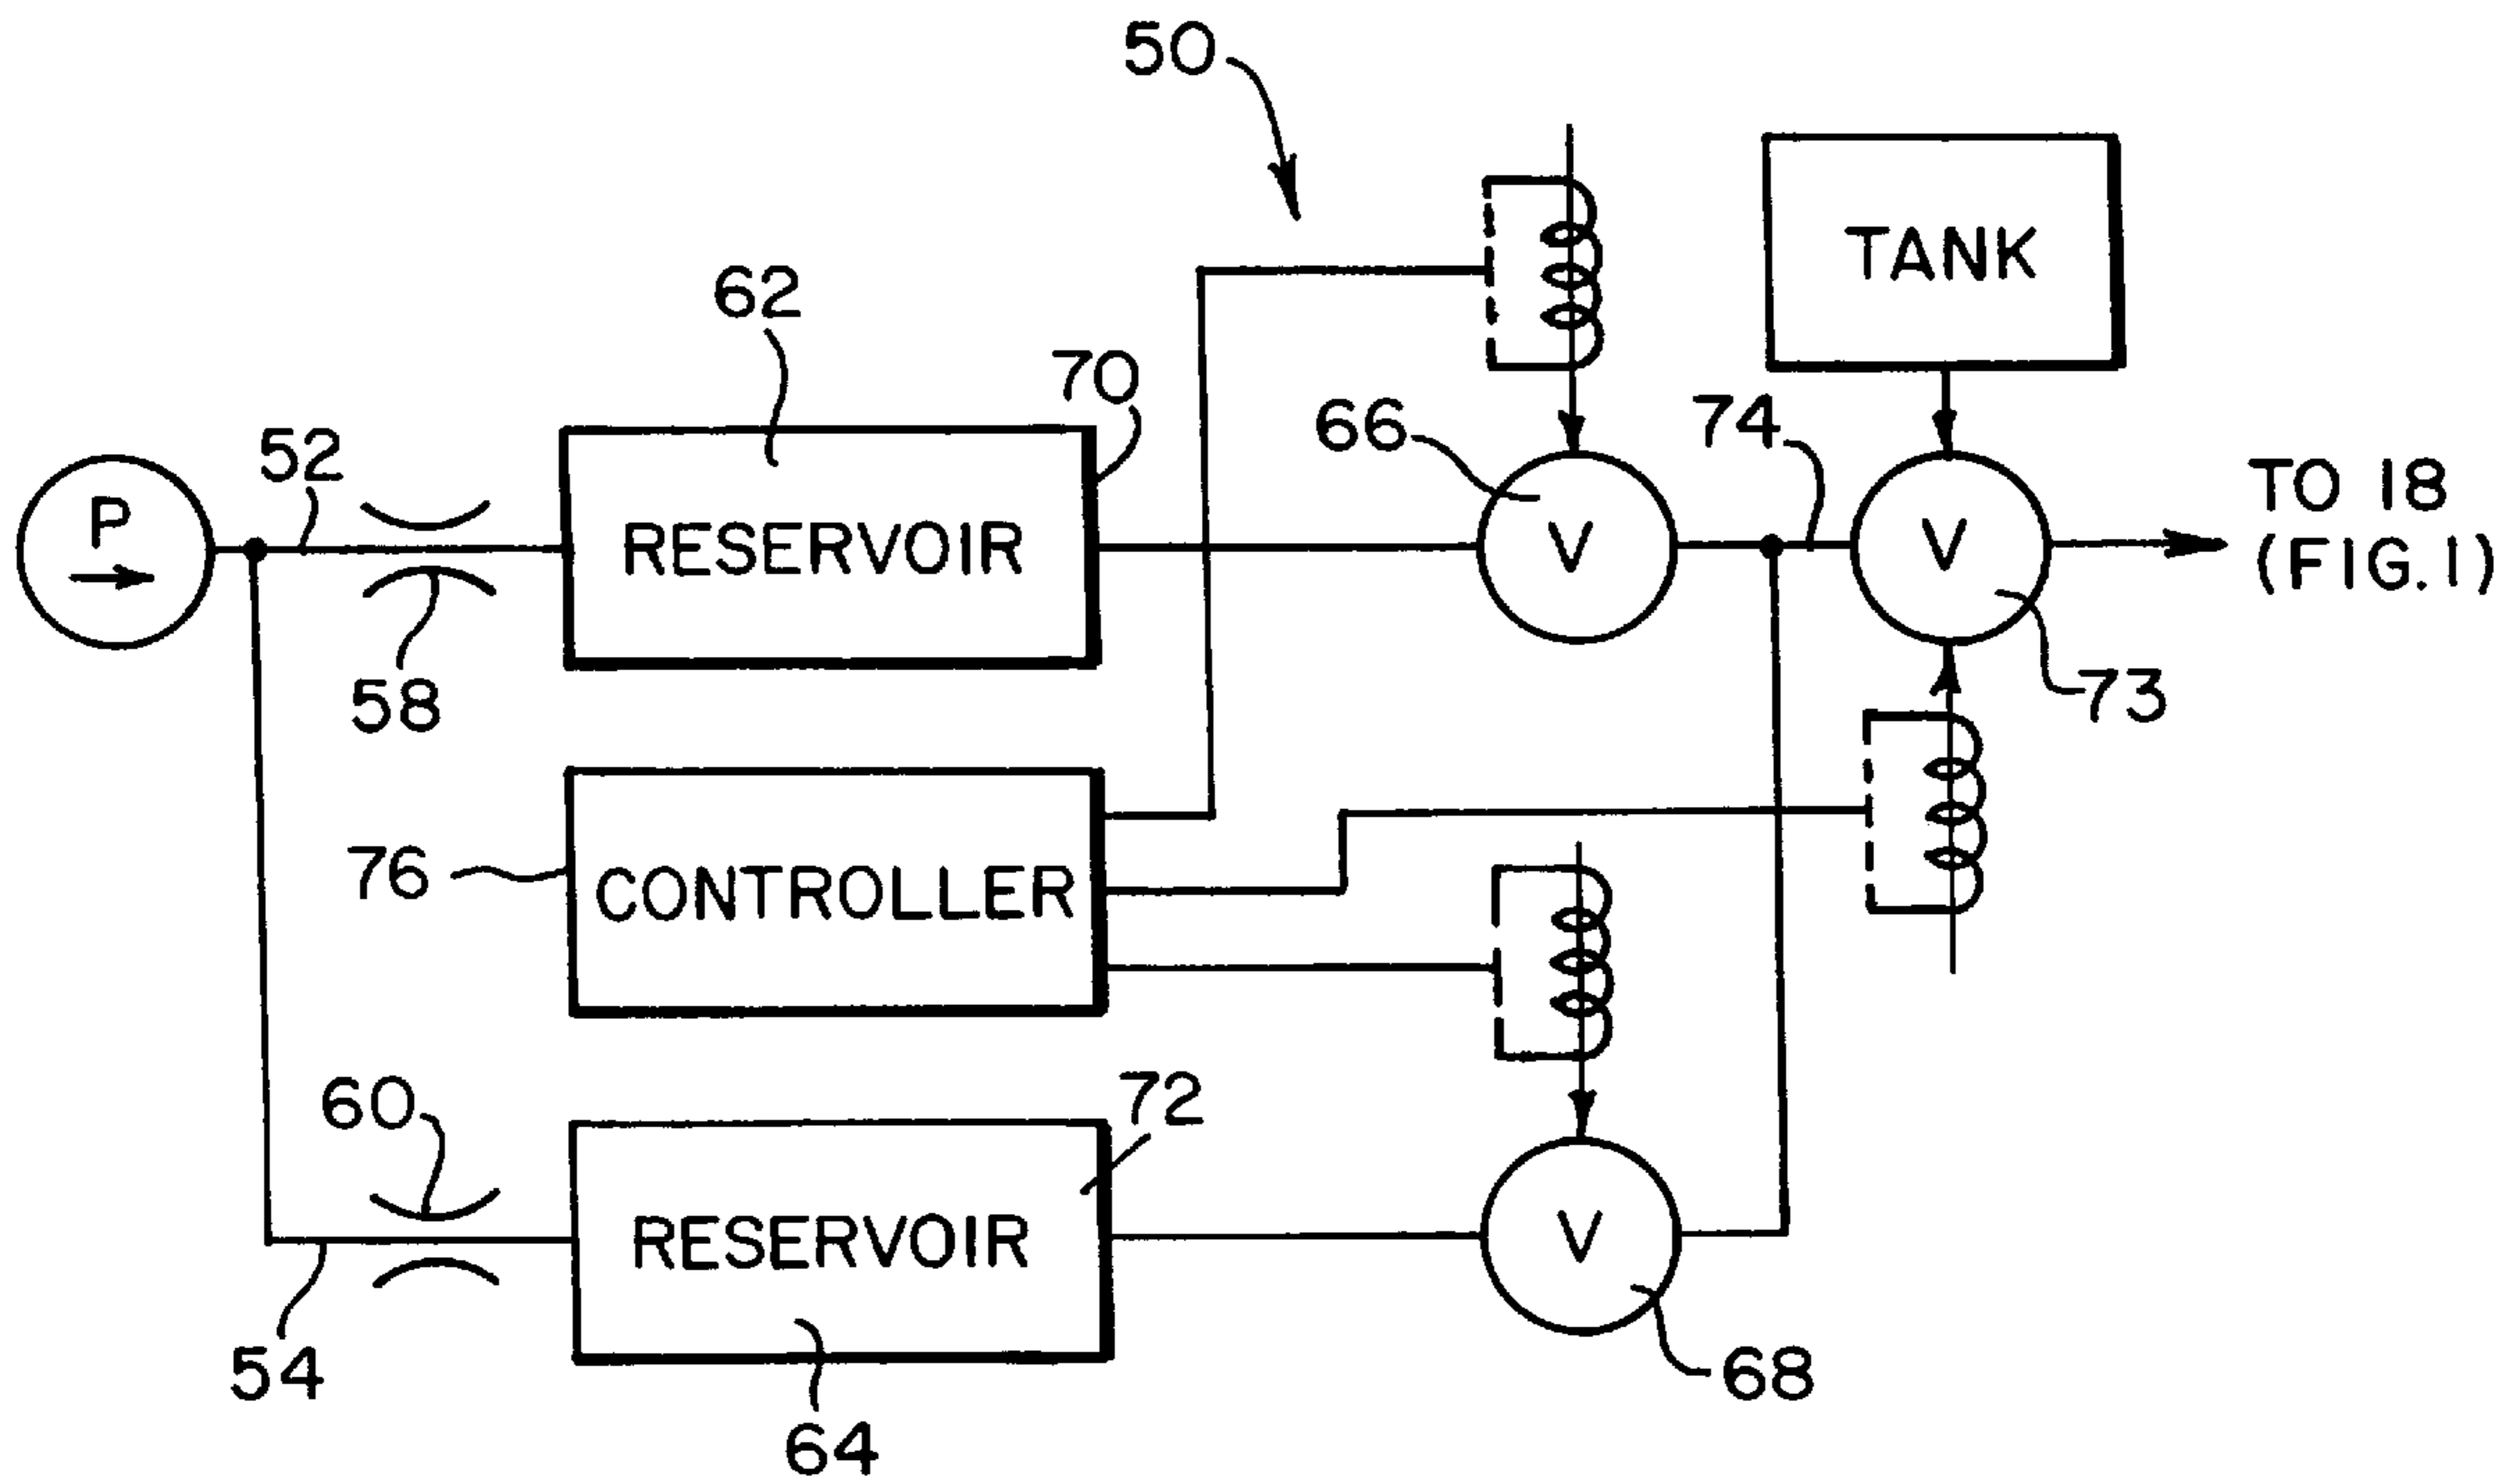 50
TANK
62
70
66
74
52
P
RESERVOIR
V
V
TO 18
(FIG. 1)
58
73
76
CONTROLLER
60
72
RESERVOIR
V
54
68
64